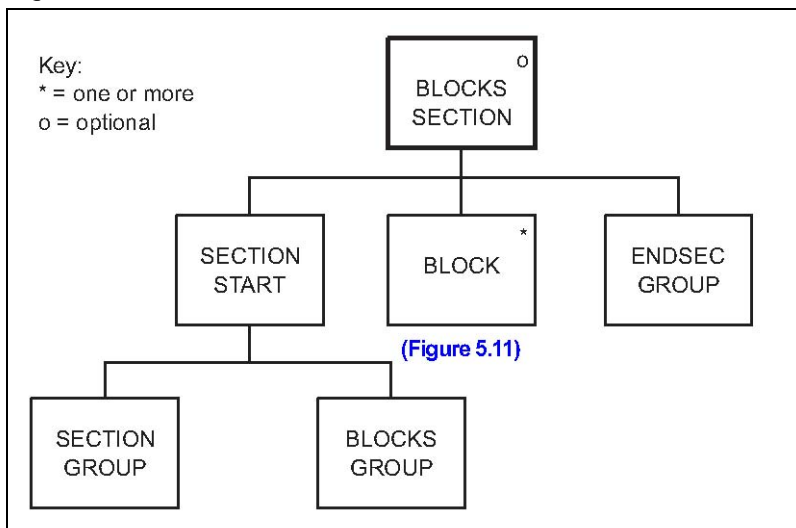 Key:
* = one or more
o = optional
o
BLOCKS
SECTION
SECTION
START
*
BLOCK
ENDSEC
GROUP
(Figure 5.11)
SECTION
GROUP
BLOCKS
GROUP